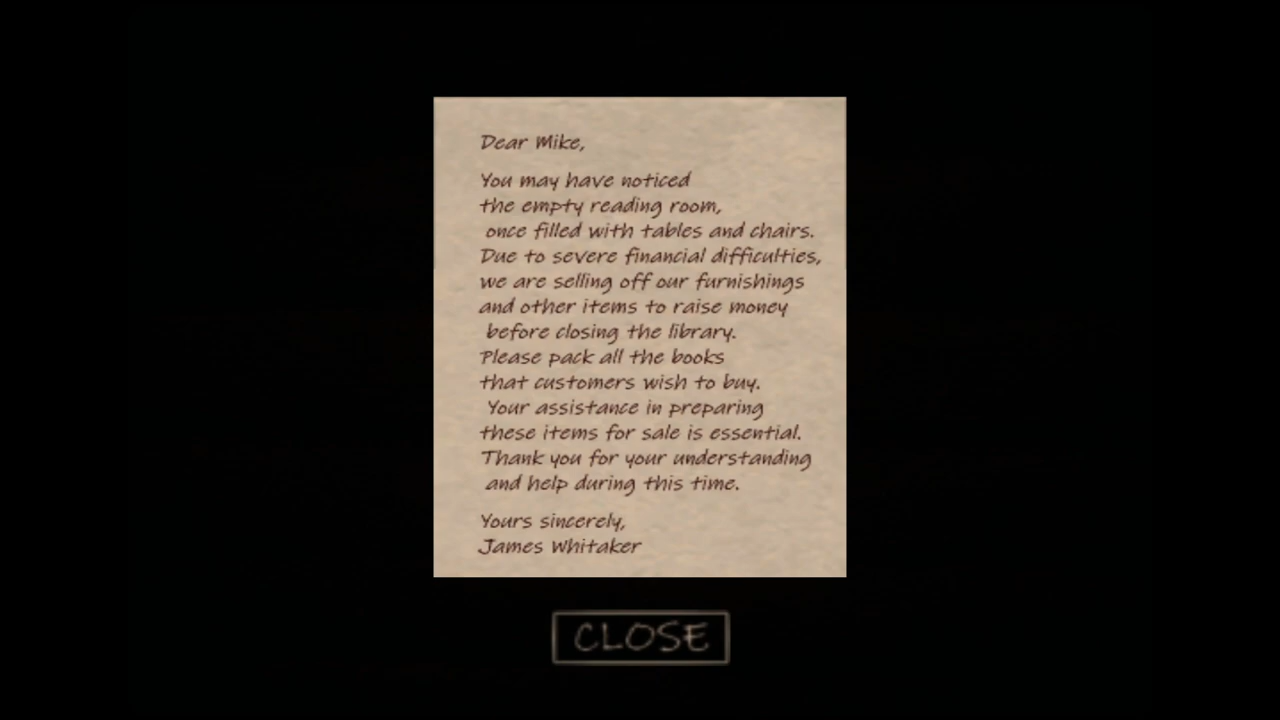 Dear Mike,
You may have noticed
the empty reading room,
once filled with tables and chairs.
Due to severe financial difficulties,
we are selling off our furnishings
and other items to raise money
before closing the library.
Please pack all the books
that customers wish to buy.
Your assistance in preparing
these items for sale is essential.
Thank you for your understanding
and help during this time.
Yours sincerely,
James Whitaker
CLOSE